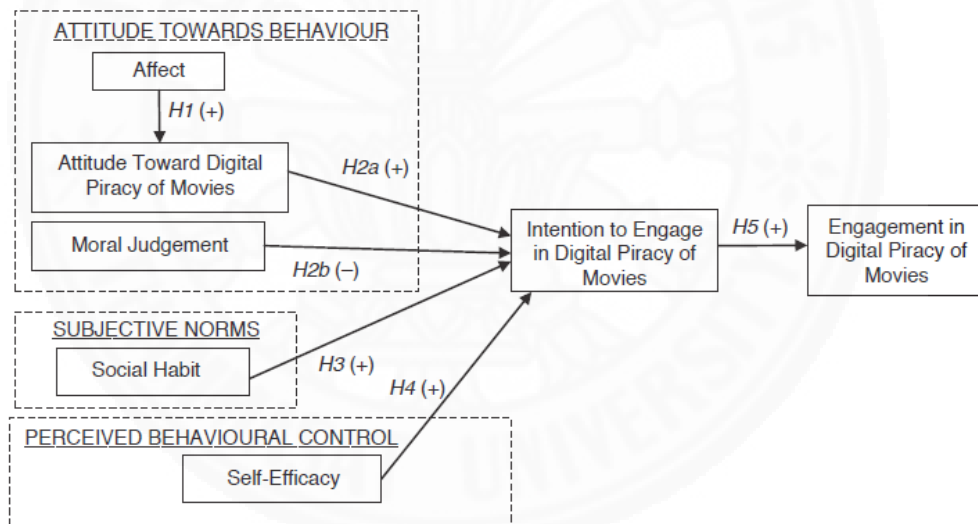 ATTITUDE TOWARDS BEHAVIOUR
Affect
H1 (+)
Attitude Toward Digital
Piracy of Movies
H2a (+)
Moral Judgement
H2b (–)
Intention to Engage
in Digital Piracy of
Movies
H5 (+)
Engagement in
Digital Piracy of
Movies
SUBJECTIVE NORMS
Social Habit
H3 (+)
H4 (+)
PERCEIVED BEHAVIOURAL CONTROL
Self-Efficacy
UNIVERSITY